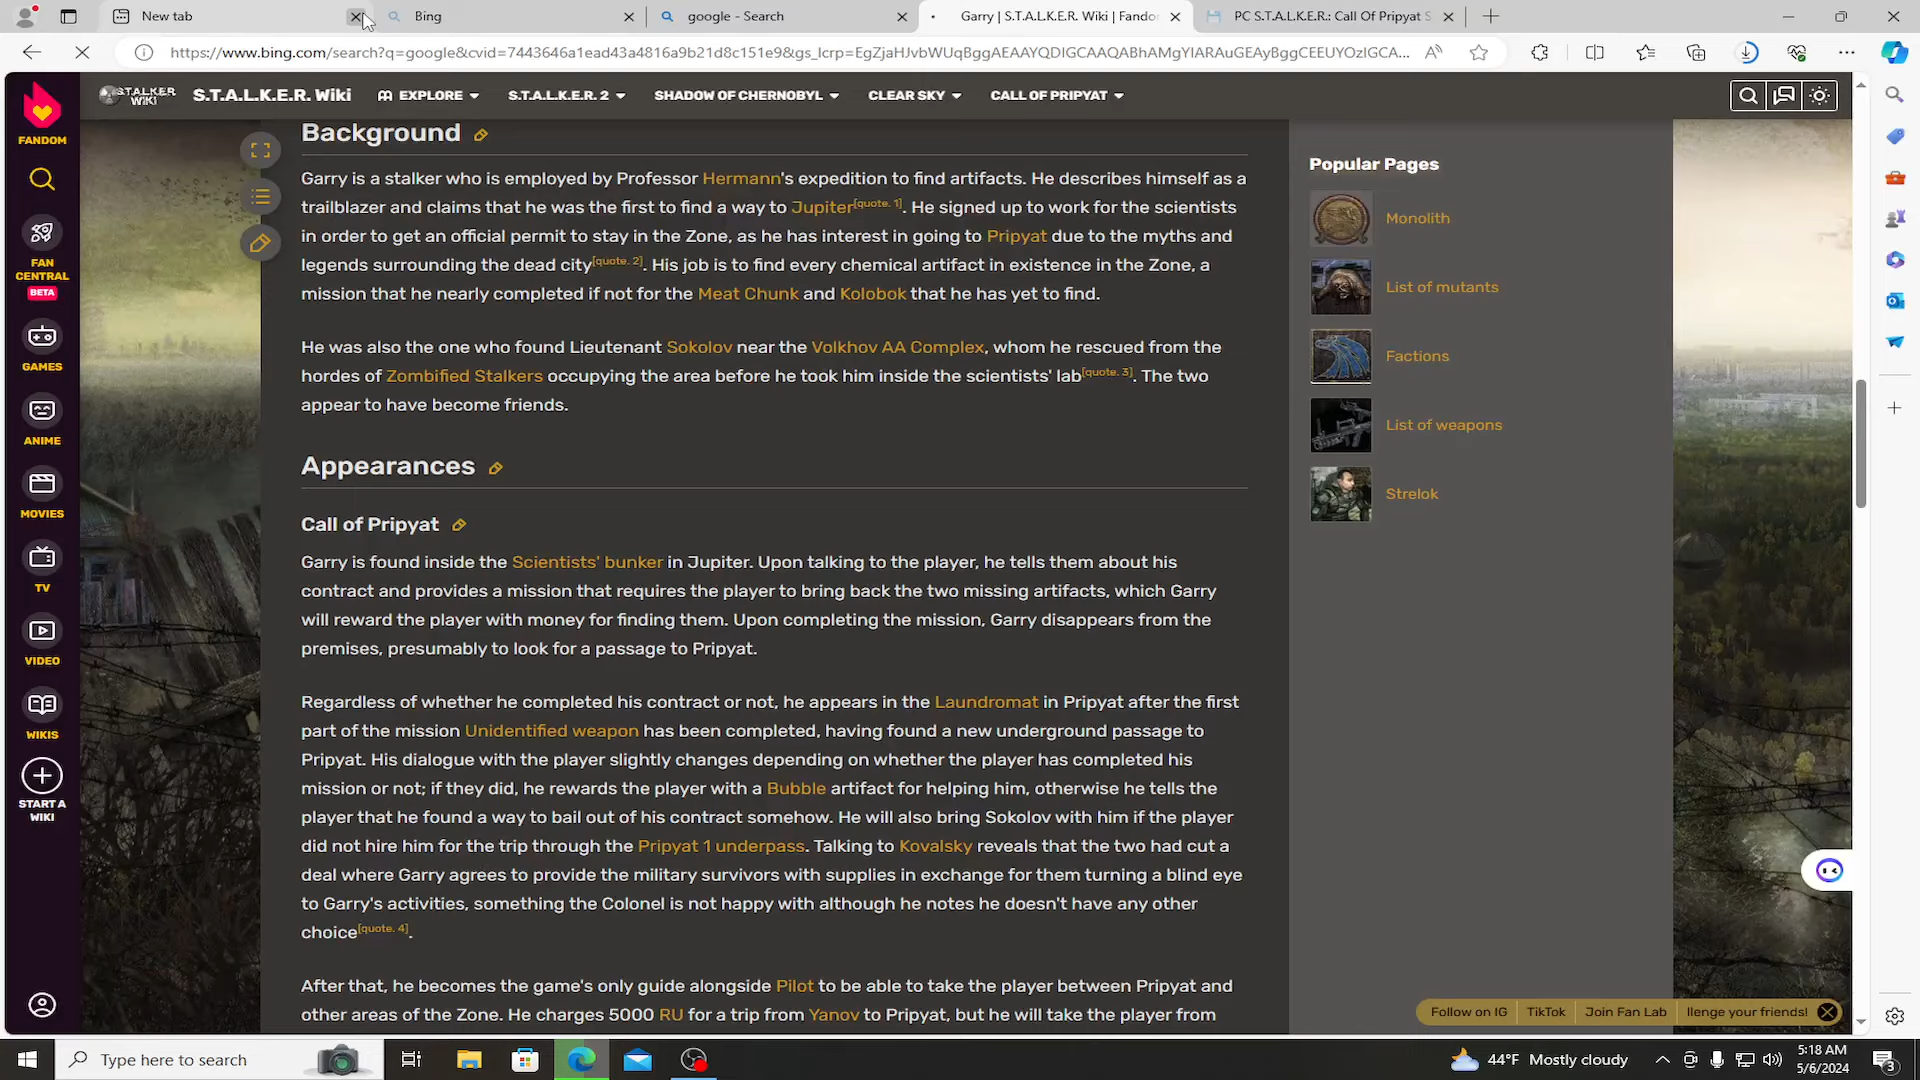 New tab
Bing
google - Search
Garry | S.T.A.L.K.E.R. Wiki | Fando
PC S.T.A.L.K.E.R.: Call Of Pripyat S
https://www.bing.com/search?q=google&cvid=7443646a1ead43a4816a9b21d8c151e9&gs_lcrp=EgZjaHJvbWUqBggAEAAYQDIGCAAQABhAMgYIARAuGEAyBggCEEUYOzIGCA...
FANDOM
FAN CENTRAL
BETA
GAMES
ANIME
MOVIES
TV
VIDEO
WIKIS
START A WIKI
S.T.A.L.K.E.R. WIKI
S.T.A.L.K.E.R. Wiki
EXPLORE
S.T.A.L.K.E.R. 2
SHADOW OF CHERNOBYL
CLEAR SKY
CALL OF PRIPYAT
Background
Garry is a stalker who is employed by Professor Hermann's expedition to find artifacts. He describes himself as a
trailblazer and claims that he was the first to find a way to Jupiter[quote. 1]. He signed up to work for the scientists
in order to get an official permit to stay in the Zone, as he has interest in going to Pripyat due to the myths and
legends surrounding the dead city[quote. 2]. His job is to find every chemical artifact in existence in the Zone, a
mission that he nearly completed if not for the Meat Chunk and Kolobok that he has yet to find.
He was also the one who found Lieutenant Sokolov near the Volkhov AA Complex, whom he rescued from the
hordes of Zombified Stalkers occupying the area before he took him inside the scientists' lab[quote. 3]. The two
appear to have become friends.
Appearances
Call of Pripyat
Garry is found inside the Scientists' bunker in Jupiter. Upon talking to the player, he tells them about his
contract and provides a mission that requires the player to bring back the two missing artifacts, which Garry
will reward the player with money for finding them. Upon completing the mission, Garry disappears from the
premises, presumably to look for a passage to Pripyat.
Regardless of whether he completed his contract or not, he appears in the Laundromat in Pripyat after the first
part of the mission Unidentified weapon has been completed, having found a new underground passage to
Pripyat. His dialogue with the player slightly changes depending on whether the player has completed his
mission or not; if they did, he rewards the player with a Bubble artifact for helping him, otherwise he tells the
player that he found a way to bail out of his contract somehow. He will also bring Sokolov with him if the player
did not hire him for the trip through the Pripyat 1 underpass. Talking to Kovalsky reveals that the two had cut a
deal where Garry agrees to provide the military survivors with supplies in exchange for them turning a blind eye
to Garry's activities, something the Colonel is not happy with although he notes he doesn't have any other
choice[quote. 4].
After that, he becomes the game's only guide alongside Pilot to be able to take the player between Pripyat and
other areas of the Zone. He charges 5000 RU for a trip from Yanov to Pripyat, but he will take the player from
Popular Pages
Monolith
List of mutants
Factions
List of weapons
Strelok
Follow on IG
TikTok
Join Fan Lab
llenge your friends!
Type here to search
44°F Mostly cloudy
5:18 AM
5/6/2024
3